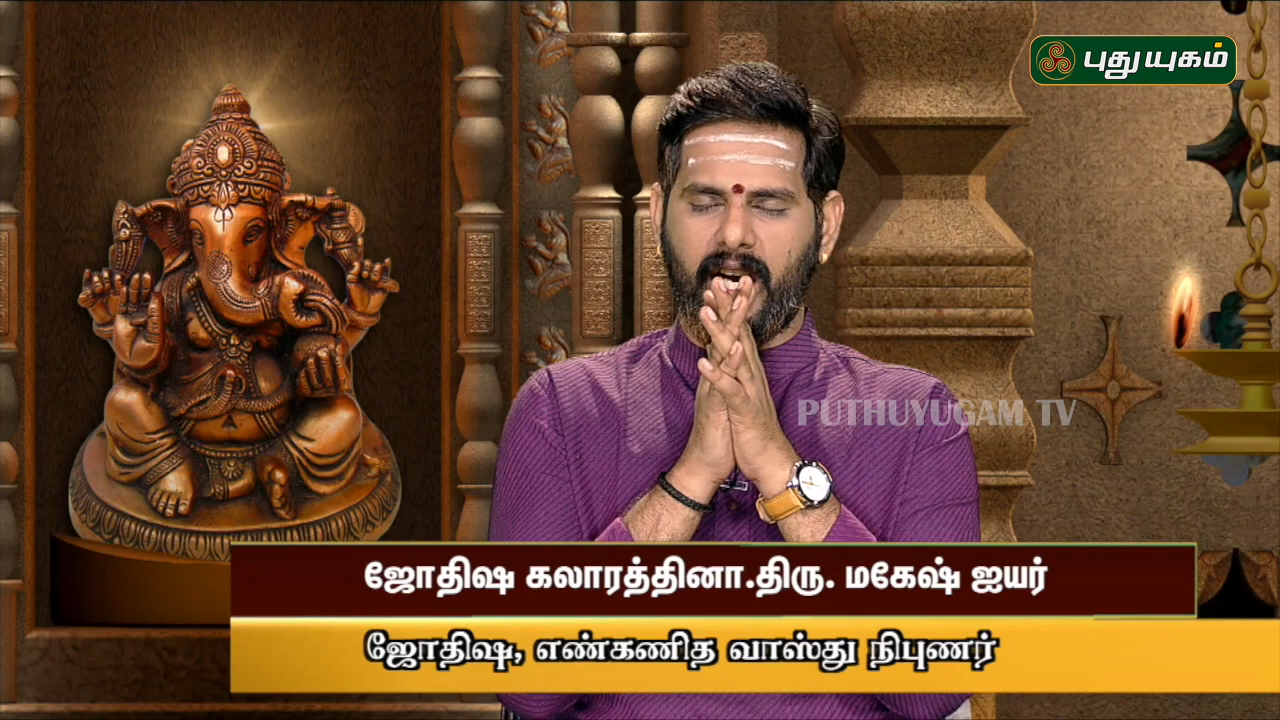 புதுயுகம்
PUTHUYUGAM TV
ஜோதிஷ கலாரத்தினா.திரு. மகேஷ் ஐயர்
ஜோதிஷ, எண்கணித வாஸ்து நிபுணர்